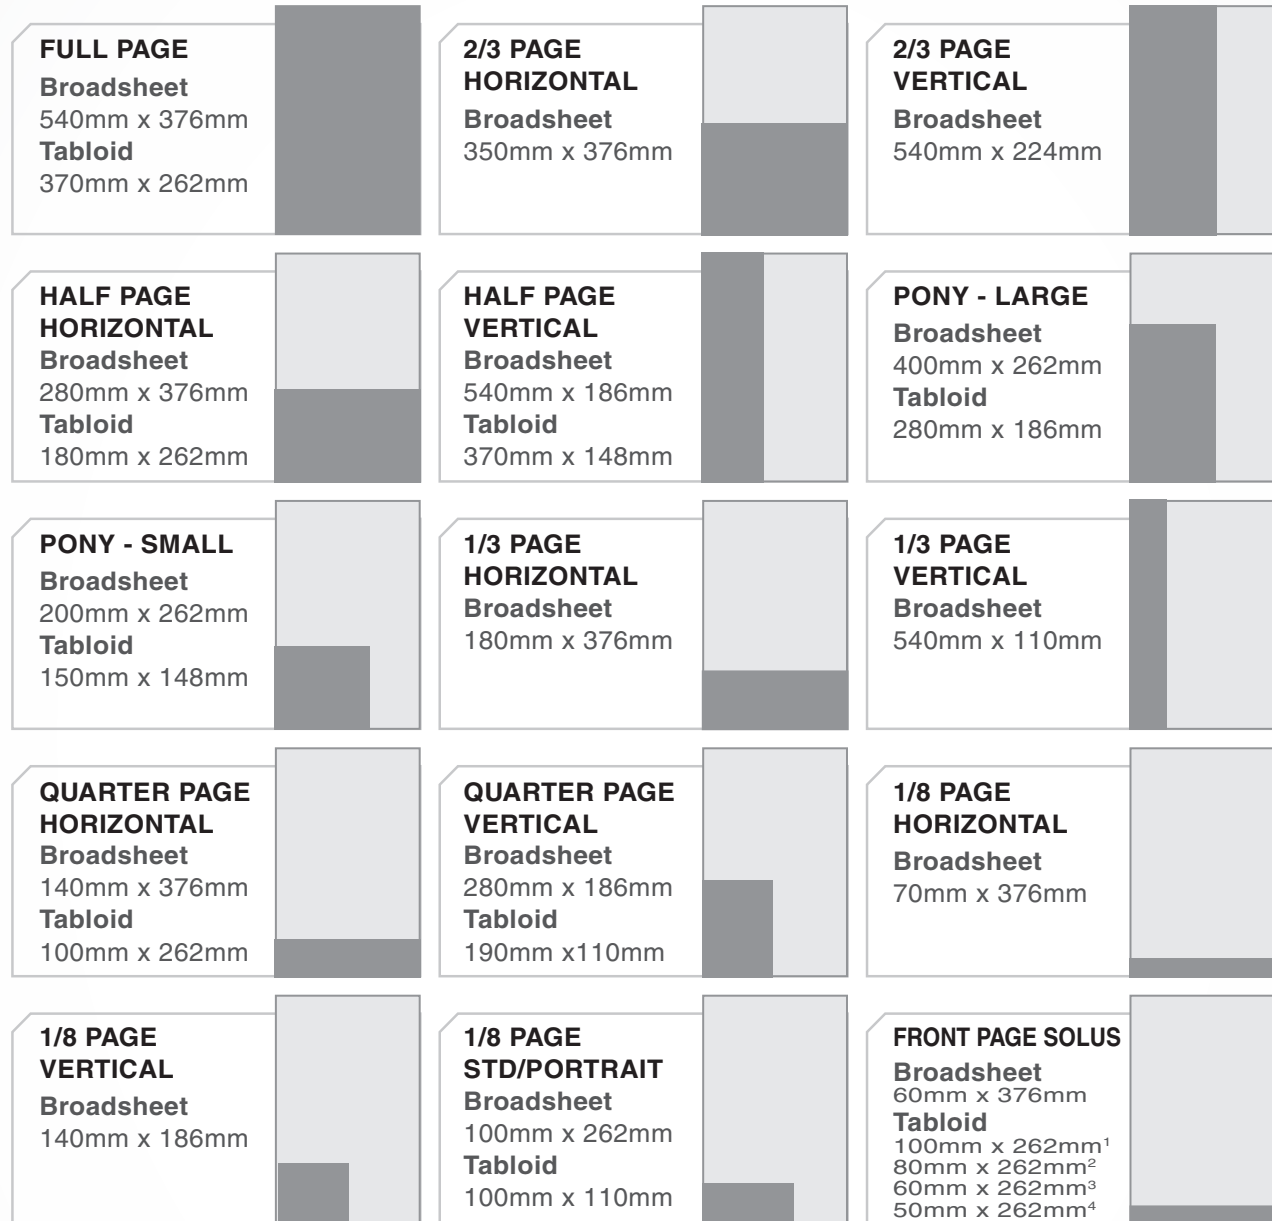 FULL PAGE
Broadsheet
540mm x 376mm
Tabloid
370mm x 262mm
2/3 PAGE
HORIZONTAL
Broadsheet
350mm x 376mm
2/3 PAGE
VERTICAL
Broadsheet
540mm x 224mm
HALF PAGE
HORIZONTAL
Broadsheet
280mm x 376mm
Tabloid
180mm x 262mm
HALF PAGE
VERTICAL
Broadsheet
540mm x 186mm
Tabloid
370mm x 148mm
PONY - LARGE
Broadsheet
400mm x 262mm
Tabloid
280mm x 186mm
PONY - SMALL
Broadsheet
200mm x 262mm
Tabloid
150mm x 148mm
1/3 PAGE
HORIZONTAL
Broadsheet
180mm x 376mm
1/3 PAGE
VERTICAL
Broadsheet
540mm x 110mm
QUARTER PAGE
HORIZONTAL
Broadsheet
140mm x 376mm
Tabloid
100mm x 262mm
QUARTER PAGE
VERTICAL
Broadsheet
280mm x 186mm
Tabloid
190mm x110mm
1/8 PAGE
HORIZONTAL
Broadsheet
70mm x 376mm
1/8 PAGE
VERTICAL
Broadsheet
140mm x 186mm
1/8 PAGE
STD/PORTRAIT
Broadsheet
100mm x 262mm
Tabloid
100mm x 110mm
FRONT PAGE SOLUS
Broadsheet
60mm x 376mm
Tabloid
100mm x 262mm¹
80mm x 262mm²
60mm x 262mm³
50mm x 262mm⁴